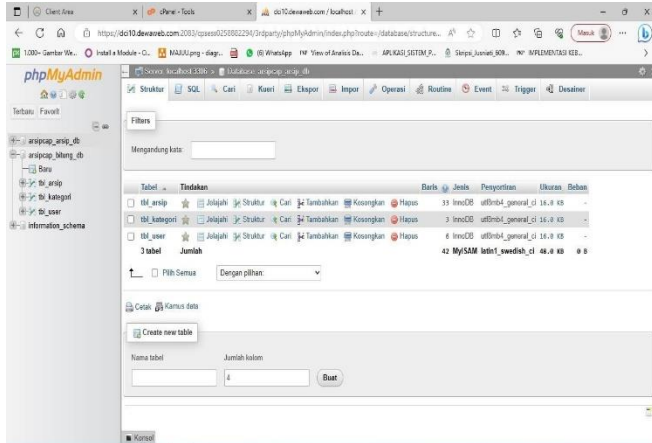 Client Area
cPanel - Tools
dci10.dewaweb.com / localhost :
https://dci10.dewaweb.com:2083/cpsess0258882294/3rdparty/phpMyAdmin/index.php?route=/database/structure...
Masuk
1.000+ Gambar We...
Install a Module - O...
MAJUU.png - diagr...
(6) WhatsApp
View of Analisis Da...
APLIKASI_SISTEM_P...
Skripsi_Jusniati_609...
IMPLEMENTASI KEB...
phpMyAdmin
Terbaru Favorit
arsipcap_arsip_db
arsipcap_bitung_db
Baru
tbl_arsip
tbl_kategori
tbl_user
information_schema
Server: localhost:3306 » Database: arsipcap_arsip_db
Struktur SQL Cari Kueri Ekspor Impor Operasi Routine Event Trigger Desainer
Filters
Mengandung kata:
Tabel Tindakan Baris Jenis Penyortiran Ukuran Beban
tbl_arsip Jelajahi Struktur Cari Tambahkan Kosongkan Hapus 33 InnoDB utf8mb4_general_ci 16.0 KB -
tbl_kategori Jelajahi Struktur Cari Tambahkan Kosongkan Hapus 3 InnoDB utf8mb4_general_ci 16.0 KB -
tbl_user Jelajahi Struktur Cari Tambahkan Kosongkan Hapus 6 InnoDB utf8mb4_general_ci 16.0 KB -
3 tabel Jumlah 42 MyISAM latin1_swedish_ci 48.0 KB 0 B
Pilih Semua Dengan pilihan:
Cetak Kamus data
Create new table
Nama tabel Jumlah kolom
4 Buat
Konsol